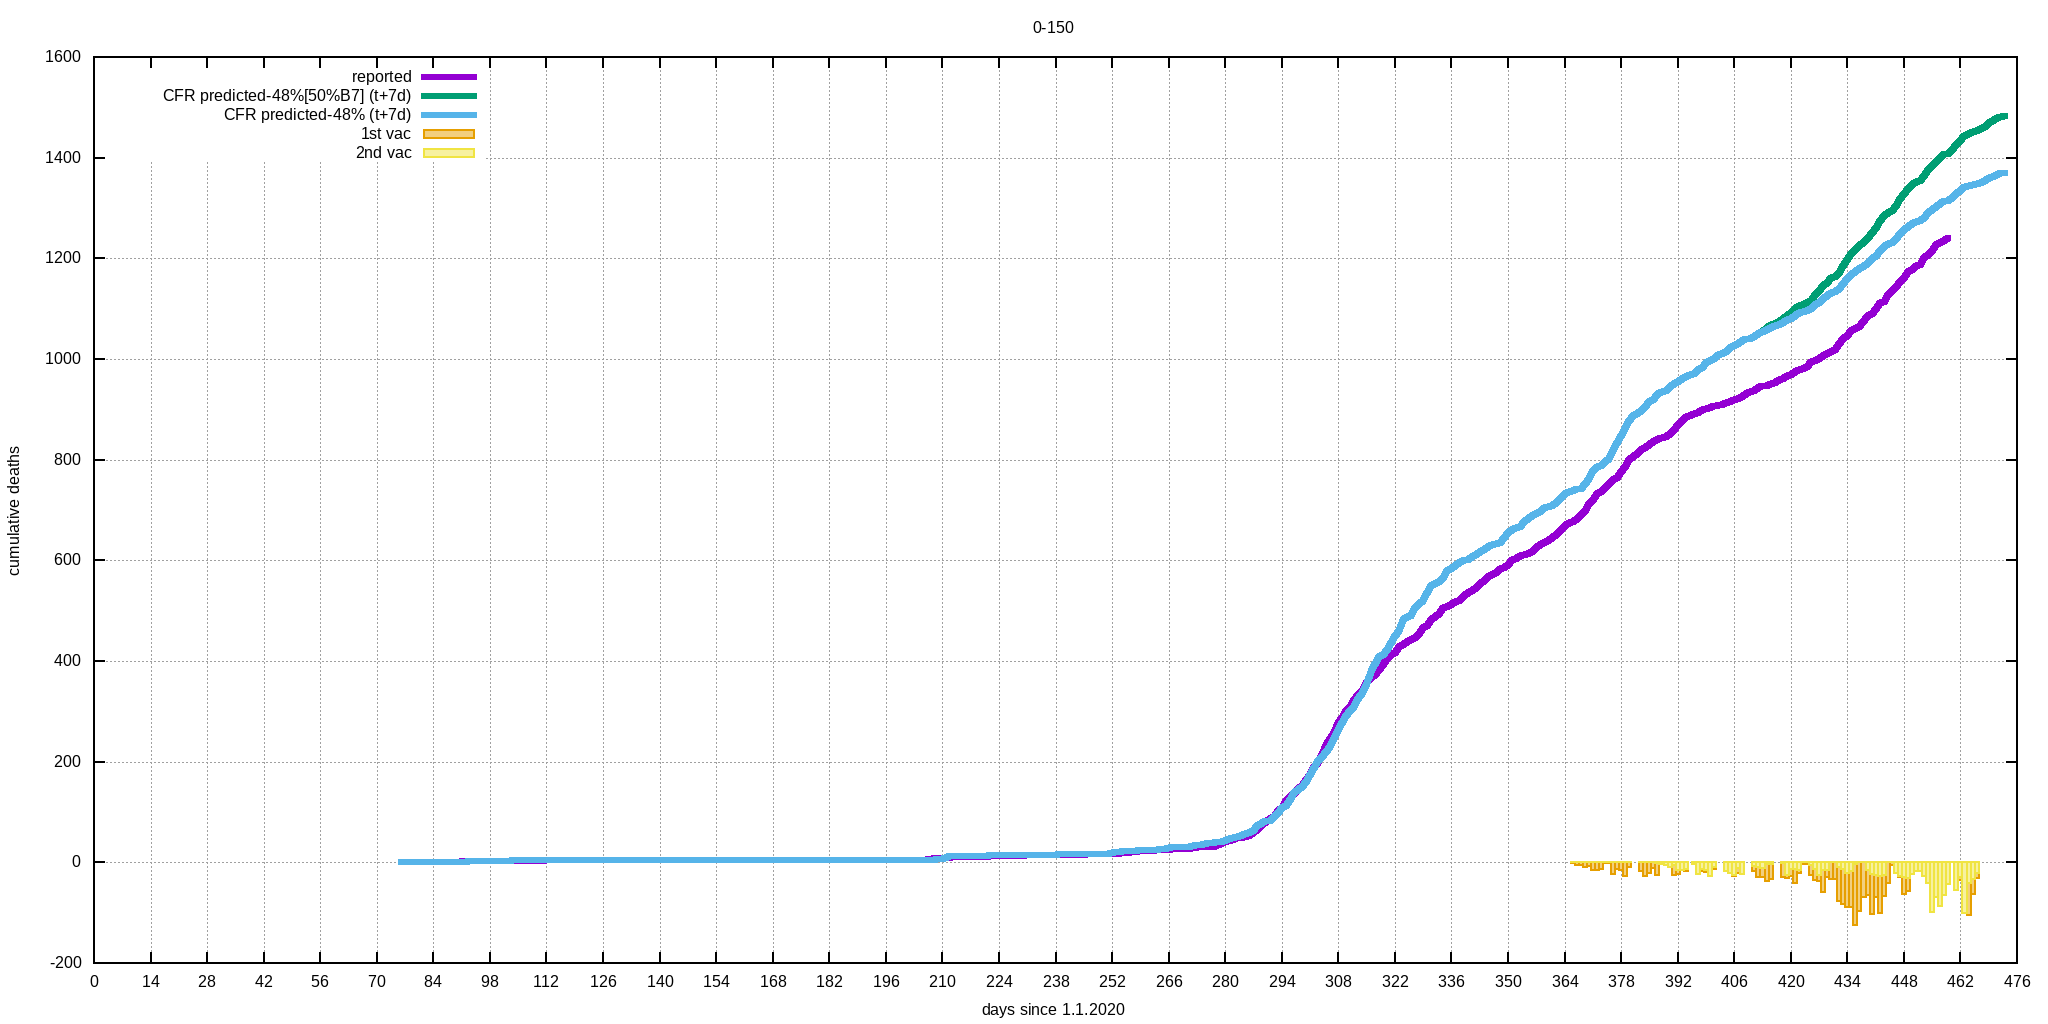 0-150
1600
1400
1200
1000
800
600
400
200
0
-200
reported
CFR predicted-48%[50%B7] (t+7d)
CFR predicted-48% (t+7d)
1st vac
2nd vac
cumulative deaths
0 14 28 42 56 70 84 98 112 126 140 154 168 182 196 210 224 238 252 266 280 294 308 322 336 350 364 378 392 406 420 434 448 462 476
days since 1.1.2020